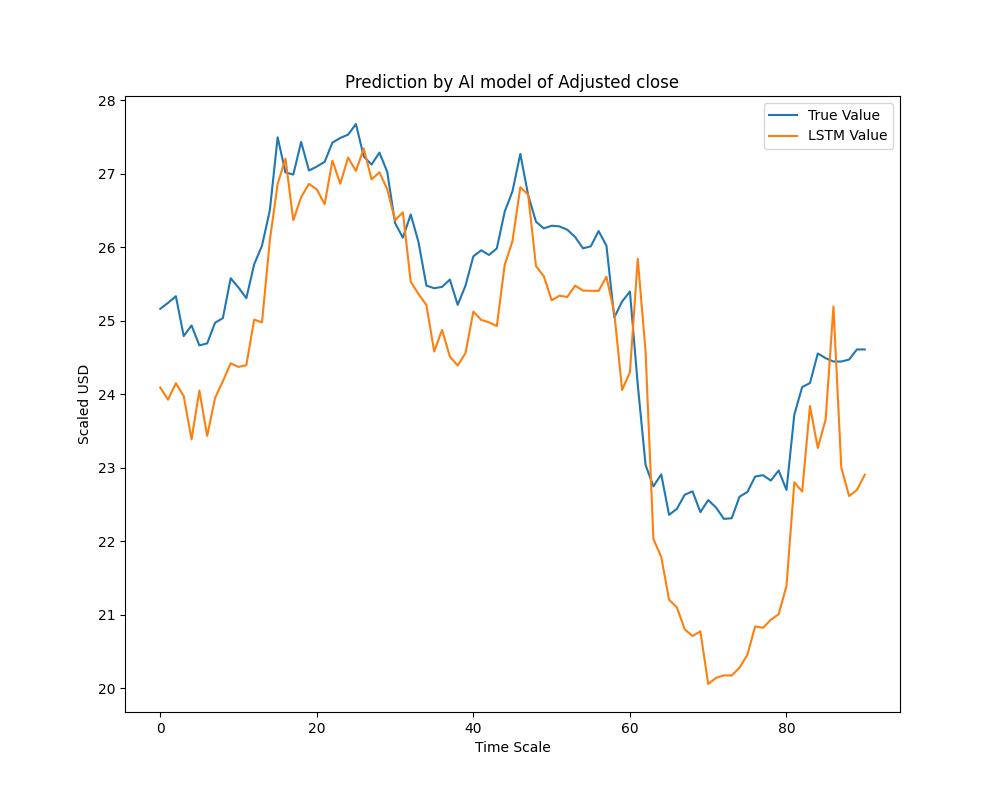 Prediction by AI model of Adjusted close
True Value
LSTM Value
Scaled USD
28
27
26
25
24
23
22
21
20
0 20 40 60 80
Time Scale